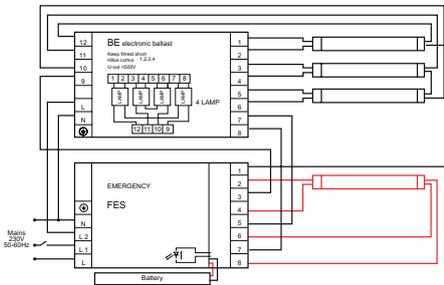 BE electronic ballast
Keep Wired short
Hilos cortos 1,2,3,4
U-out <500V
12
11
10
9
L
N
1
2
3
4
5
6
7
8
1 2 3 4 5 6 7 8
LAMP
LAMP
LAMP
LAMP
4 LAMP
12 11 10 9
EMERGENCY
FES
N
L 2
L 1
L
1
2
3
4
5
6
7
8
Mains
230V
50-60Hz
Battery